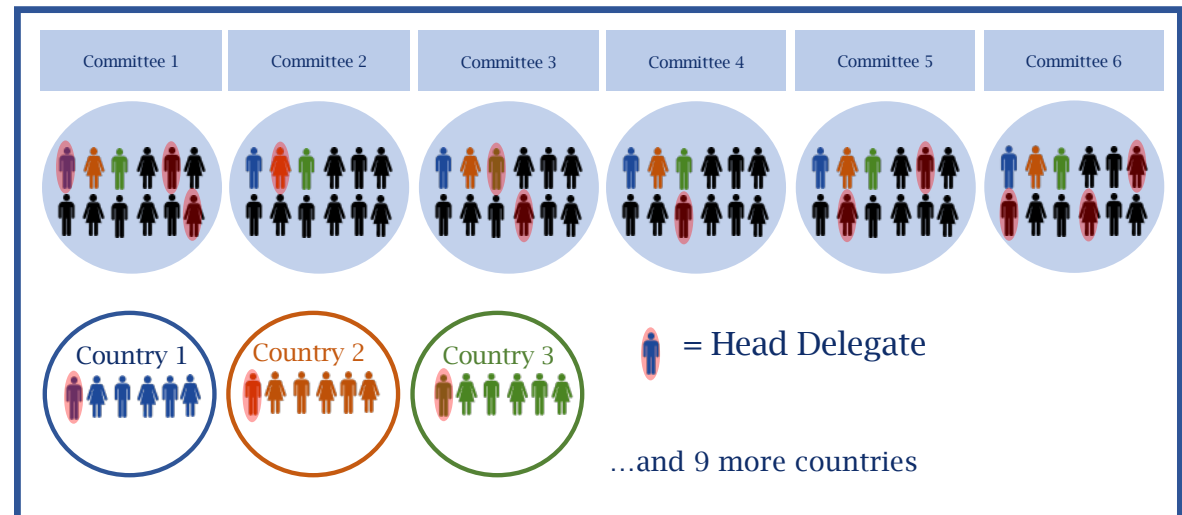 Committee 1
Committee 2
Committee 3
Committee 4
Committee 5
Committee 6
Country 1
Country 2
Country 3
= Head Delegate
...and 9 more countries